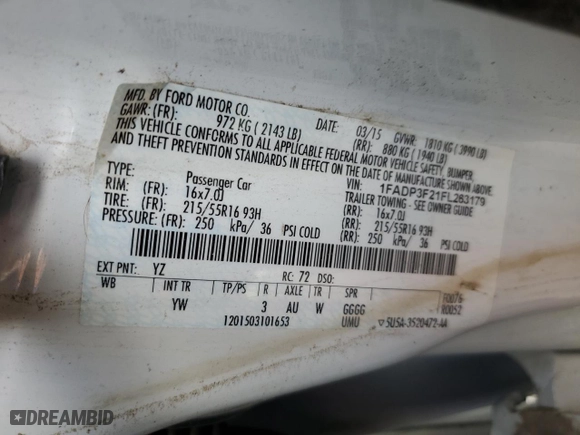 MFD. BY FORD MOTOR CO.
DATE: 03/15 GVWR: 1810 KG ( 3990 LB)
GAWR: (FR): 972 KG ( 2143 LB) (RR): 880 KG ( 1940 LB)
THIS VEHICLE CONFORMS TO ALL APPLICABLE FEDERAL MOTOR VEHICLE SAFETY, BUMPER,
AND THEFT PREVENTION STANDARDS IN EFFECT ON THE DATE OF MANUFACTURE SHOWN ABOVE.
VIN: 1FADP3F21FL283179
TYPE: Passenger Car TRAILER TOWING - SEE OWNER GUIDE
RIM: (FR): 16x7.0J (RR): 16x7.0J
TIRE: (FR): 215/55R16 93H (RR): 215/55R16 93H
PRESSURE: (FR): 250 kPa/ 36 PSI COLD (RR): 250 kPa/ 36 PSI COLD
EXT PNT: YZ RC: 72 DSO:
WB INT TR TP/PS R AXLE TR SPR
YW 3 AU W GGGG
1201503101653 UMU
R0052
DREAMBID